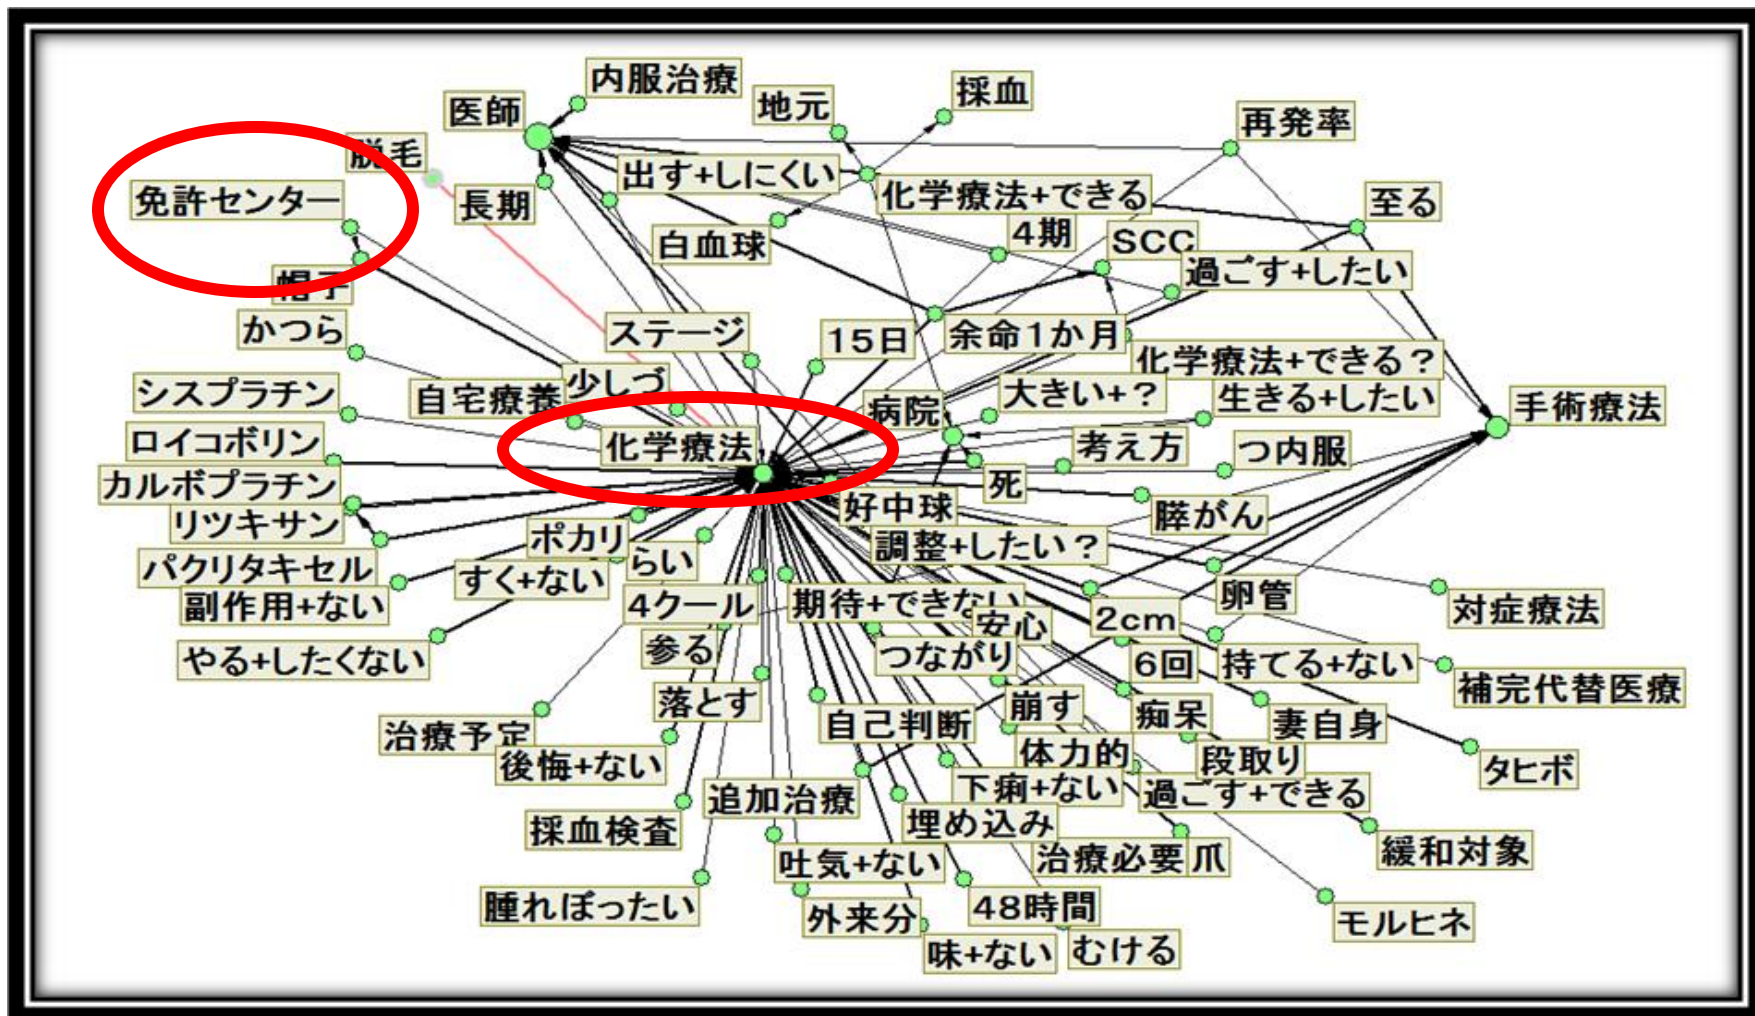 内服治療
医師
地元
採血
再発率
脱毛
出す+しにくい
化学療法+できる
免許センター
長期
至る
白血球
4期
SCC
過ごす+したい
帽子
かつら
ステージ
15日
余命1か月
化学療法+できる？
少しづ
自宅療養
シスプラチン
病院
大きい+？
生きる+したい
手術療法
化学療法
ロイコボリン
考え方
つ内服
カルボプラチン
死
リツキサン
好中球
膵がん
ポカリ
調整+したい？
パクリタキセル
すく+ない
らい
副作用+ない
4クール
期待+できない
安心
2cm
卵管
対症療法
やる+したくない
参る
つながり
6回
持てる+ない
補完代替医療
落とす
自己判断
崩す
痴呆
妻自身
治療予定
後悔+ない
体力的
段取り
タヒボ
追加治療
下痢+ない
過ごす+できる
採血検査
埋め込み
治療必要
爪
緩和対象
吐気+ない
腫れぼったい
外来分
48時間
モルヒネ
味+ない
むける